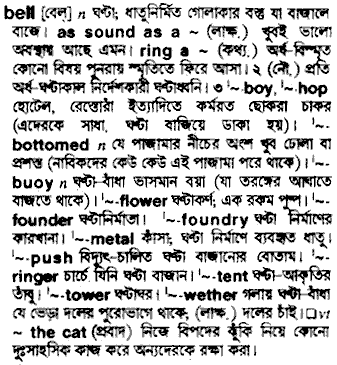 bell [বেল্] n ঘণ্টা; ধাতুনির্মিত গোলাকার বস্তু যা বাজালে
বাজে। as sound as a ~ (লাক্ষ.) খুবই ভালো
অবস্থায় আছে এমন। ring a ~ (কথ্য.) অর্ধ-বিস্মৃত
কোনো বিষয় পুনরায় স্মৃতিতে ফিরে আসা। ২ (নৌ.) প্রতি
অর্ধ-ঘণ্টাকাল নির্দেশকারী ঘণ্টাধ্বনি। ৩ ˈ~-boy, ˈ~-hop
হোটেল, রেস্তোরাঁ ইত্যাদিতে কর্মরত ছোকরা চাকর
(এদেরকে সাধা. ঘণ্টা বাজিয়ে ডাকা হয়)। ˈ~-
bottomed n যে পাজামার নীচের অংশ খুব ঢোলা বা
প্রশস্ত (নাবিকদের কেউ কেউ এই পাজামা পরে থাকে)। ˈ~-
buoy n ঘণ্টা-বাঁধা ভাসমান বয়া (যা তরঙ্গের আঘাতে
বাজতে থাকে)। ˈ~-flower ঘণ্টাকর্ণ; এক রকম পুষ্প। ˈ~-
founder ঘণ্টানির্মাতা। ˈ~-foundry ঘণ্টা নির্মাণের
কারখানা। ˈ~-metal কাঁসা; ঘণ্টা নির্মাণে ব্যবহৃত ধাতু।
ˈ~-push বিদ্যুৎ-চালিত ঘণ্টা বাজানোর বোতাম। ˈ~-
ringer চার্চে যিনি ঘণ্টা বাজান। ˈ~-tent ঘণ্টা-আকৃতির
তাঁবু। ˈ~-tower ঘণ্টাঘর। ˈ~-wether গলায় ঘণ্টা বাঁধা
যে ভেড়া দলের পুরোভাগে থাকে; (লাক্ষ.) দলের চাঁই। □vt
~ the cat (প্রবাদ) নিজে বিপদের ঝুঁকি নিয়ে কোনো
দুঃসাহসিক কাজ করে অন্যদেরকে রক্ষা করা।